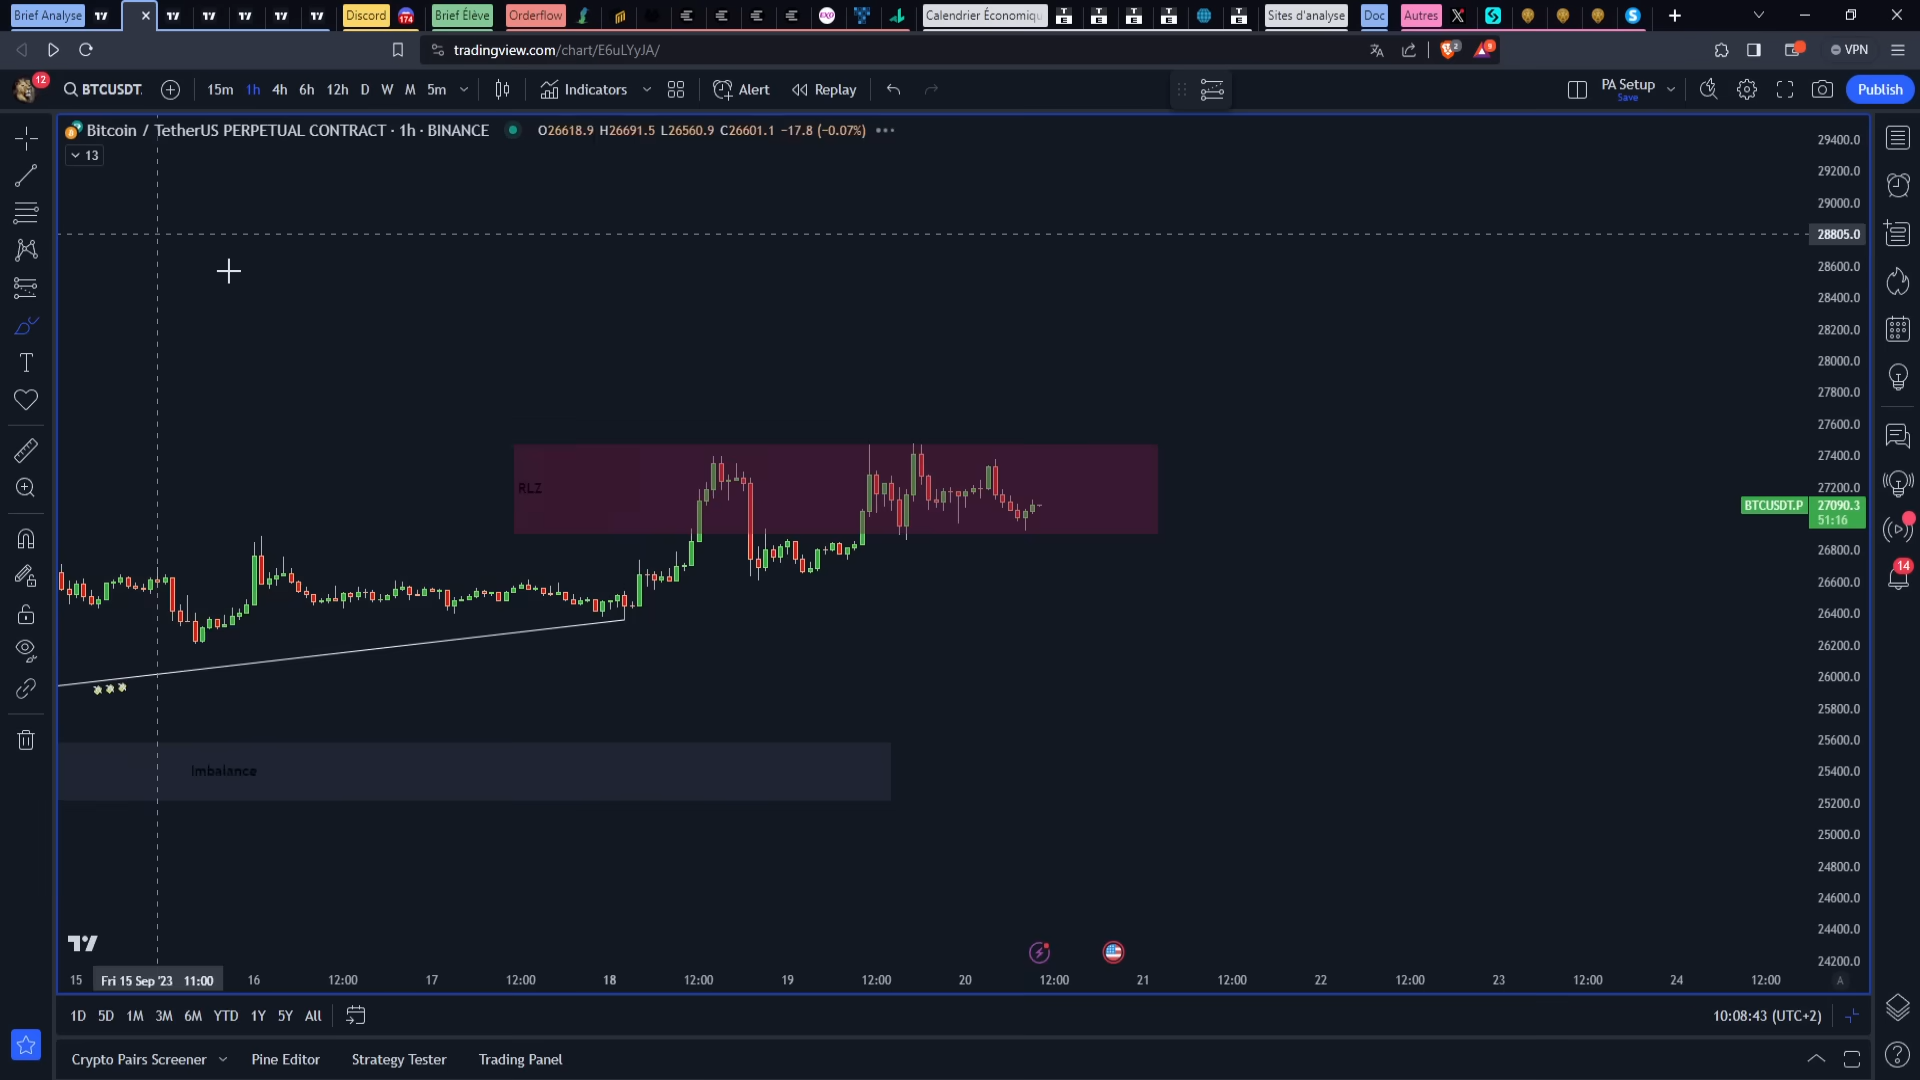 Brief Analyse
Discord
174
Brief Élève
Orderflow
EXO
Calendrier Économiqu
Sites d'analyse
Doc
Autres
tradingview.com/chart/E6uLYyJA/
2
9
VPN
12
BTCUSDT.
15m 1h 4h 6h 12h D W M 5m
Indicators
Alert
Replay
PA Setup
Save
Publish
Bitcoin / TetherUS PERPETUAL CONTRACT · 1h · BINANCE
O26618.9 H26691.5 L26560.9 C26601.1 −17.8 (−0.07%)
13
29400.0
29200.0
29000.0
28805.0
28600.0
28400.0
28200.0
28000.0
27800.0
27600.0
27400.0
27200.0
RLZ
BTCUSDT.P 27090.3
51:16
26800.0
26600.0
26400.0
26200.0
26000.0
25800.0
25600.0
25400.0
Imbalance
25200.0
25000.0
24800.0
24600.0
24400.0
24200.0
14
15 Fri 15 Sep '23 11:00 16 12:00 17 12:00 18 12:00 19 12:00 20 12:00 21 12:00 22 12:00 23 12:00 24 12:00 A
1D 5D 1M 3M 6M YTD 1Y 5Y All
10:08:43 (UTC+2)
Crypto Pairs Screener Pine Editor Strategy Tester Trading Panel